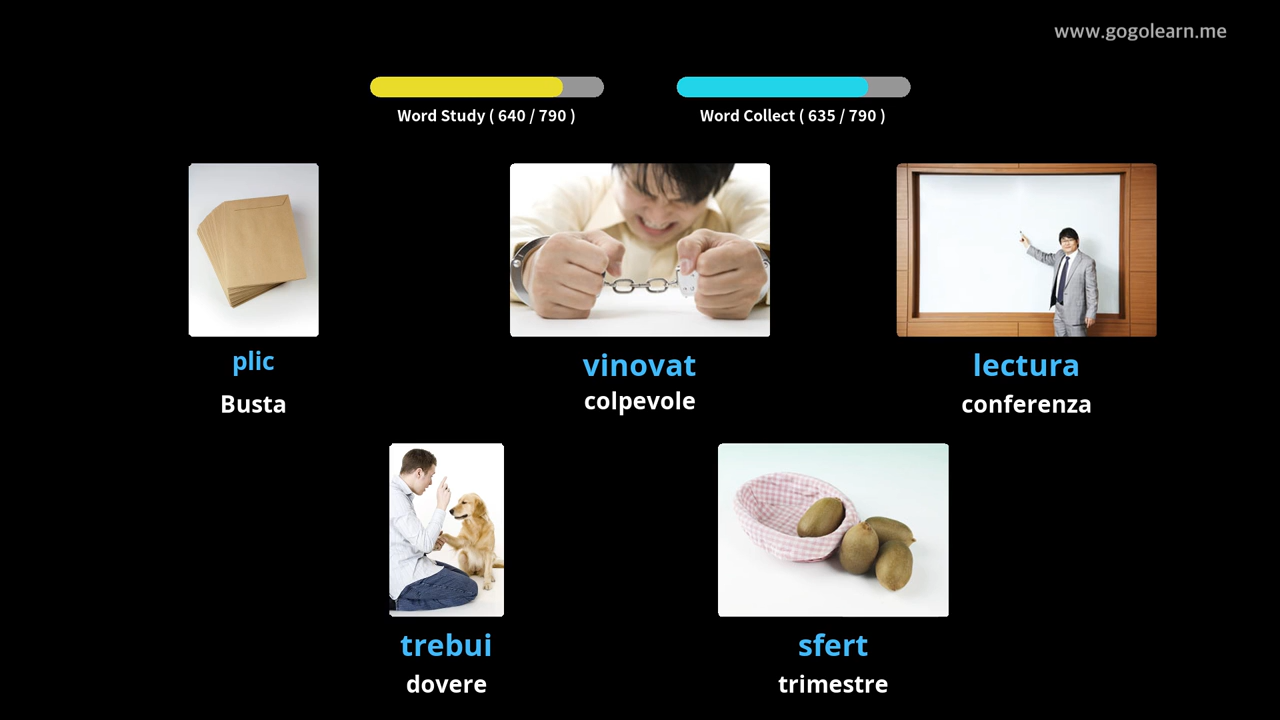 www.gogolearn.me
Word Study ( 640 / 790 )
Word Collect ( 635 / 790 )
plic
Busta
vinovat
colpevole
lectura
conferenza
trebui
dovere
sfert
trimestre